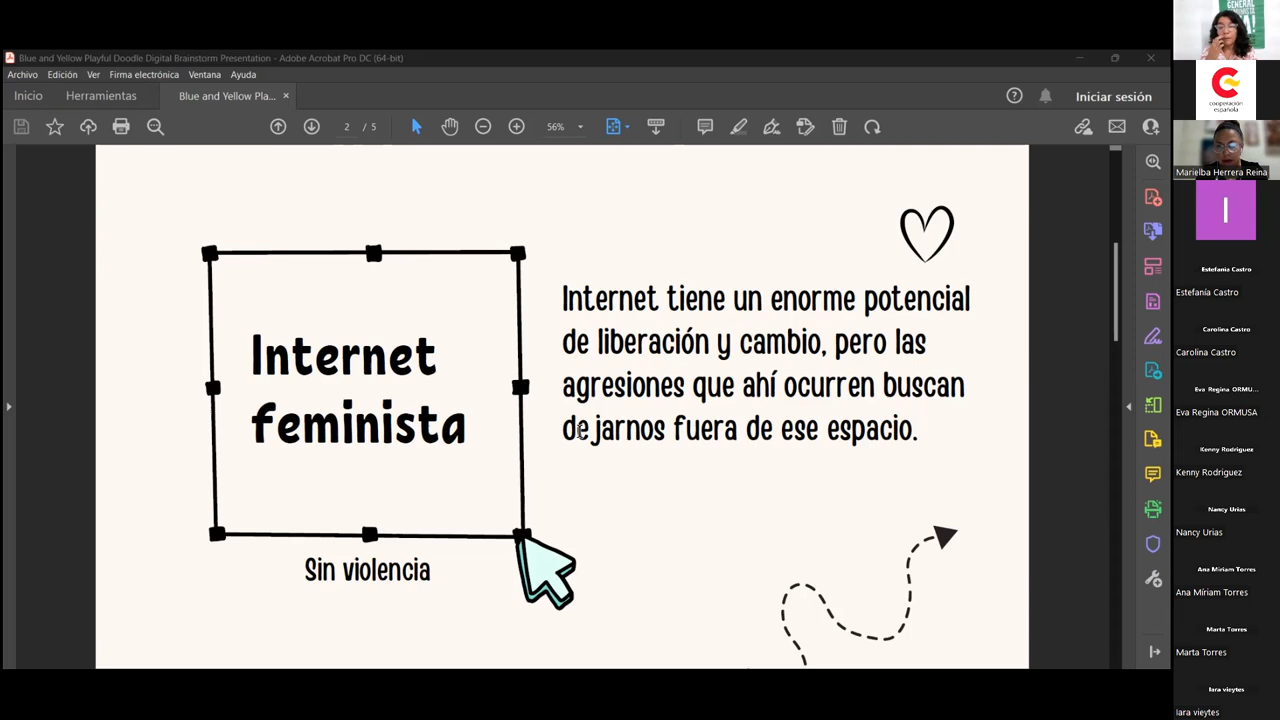 Blue and Yellow Playful Doodle Digital Brainstorm Presentation - Adobe Acrobat Pro DC (64-bit)
Archivo Edición Ver Firma electrónica Ventana Ayuda
Inicio Herramientas Blue and Yellow Pla... × Iniciar sesión
2 / 5 56%
Internet
feminista
Sin violencia
Internet tiene un enorme potencial
de liberación y cambio, pero las
agresiones que ahí ocurren buscan
dejarnos fuera de ese espacio.
GENERAL
A!
cooperación
española
Marielba Herrera Reina
I
Estefanía Castro
Estefanía Castro
Carolina Castro
Carolina Castro
Eva Regina ORMU...
Eva Regina ORMUSA
Kenny Rodriguez
Kenny Rodriguez
Nancy Urias
Nancy Urias
Ana Miriam Torres
Ana Miriam Torres
Marta Torres
Marta Torres
Iara vieytes
Iara vieytes